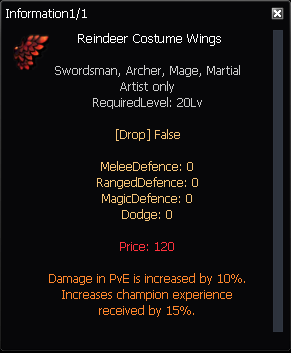 Information1/1
Reindeer Costume Wings
Swordsman, Archer, Mage, Martial
Artist only
RequiredLevel: 20Lv
[Drop] False
MeleeDefence: 0
RangedDefence: 0
MagicDefence: 0
Dodge: 0
Price: 120
Damage in PvE is increased by 10%.
Increases champion experience
received by 15%.